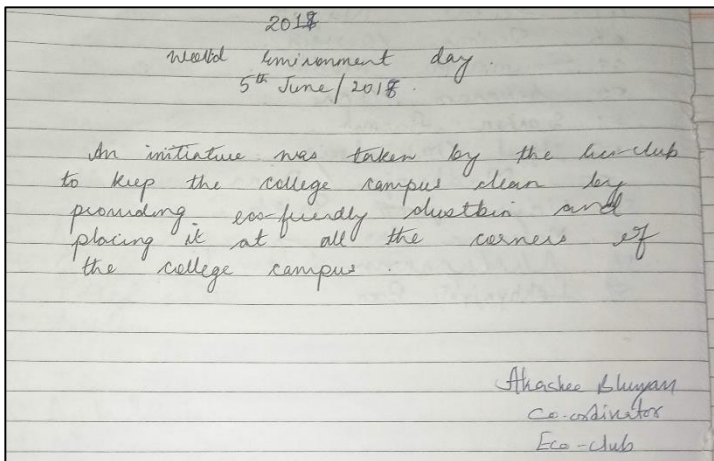 2018
World Environment day.
5th June/2018.
An initiative was taken by the Eco-club
to keep the college campus clean by
providing eco-friendly dustbin and
placing it at all the corners of
the college campus.
Bhuyan
Co-ordinator
Eco-club